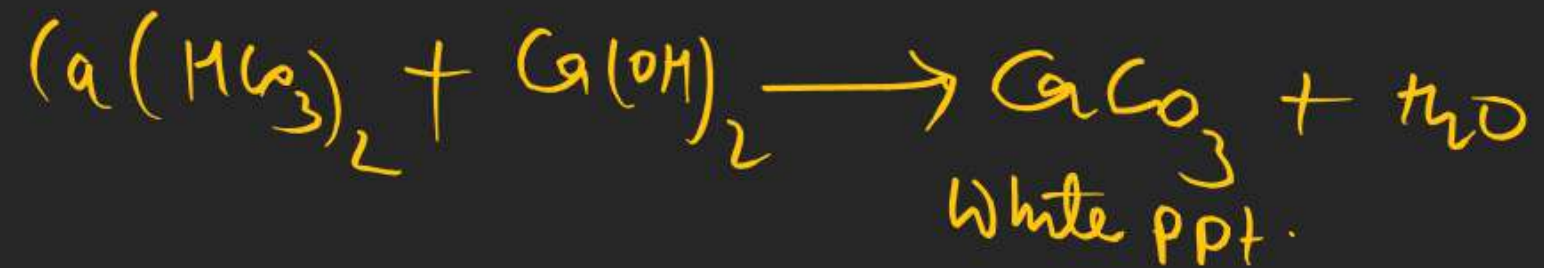 Ca(HCO3)2 + Ca(OH)2 ⟶ CaCO3 + H2O
White ppt.